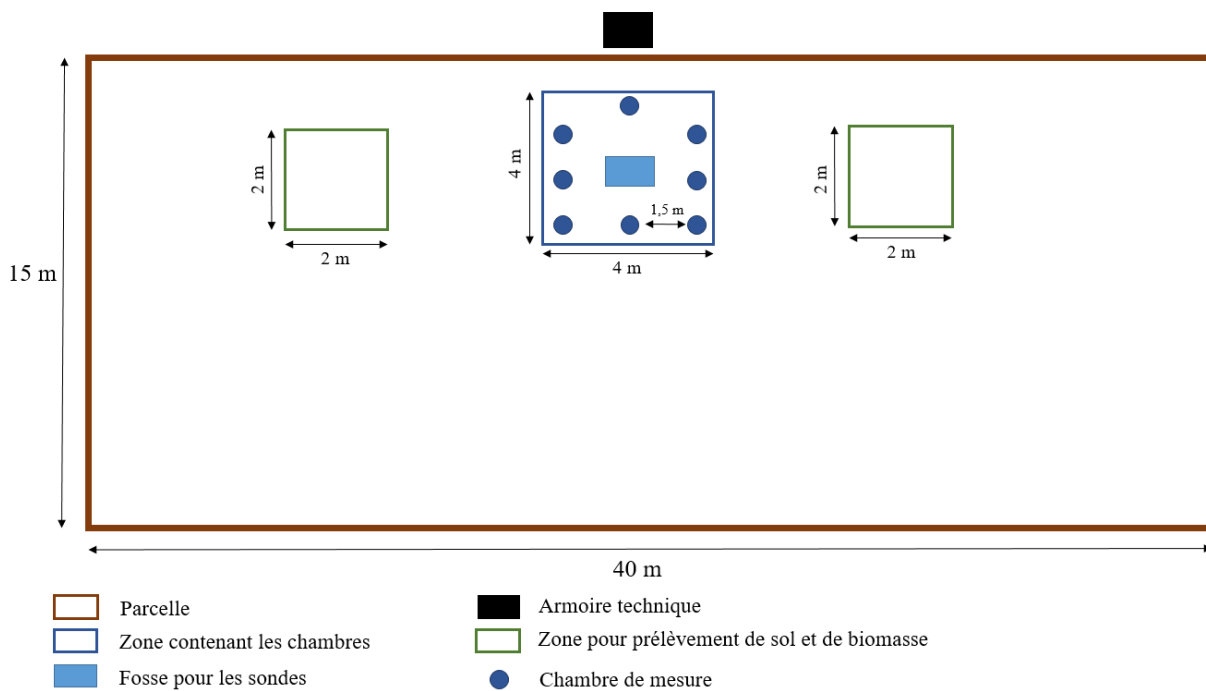 4 m
2 m
2 m
1,5 m
2 m
4 m
2 m
15 m
40 m
Parcelle
Armoire technique
Zone contenant les chambres
Zone pour prélèvement de sol et de biomasse
Fosse pour les sondes
Chambre de mesure